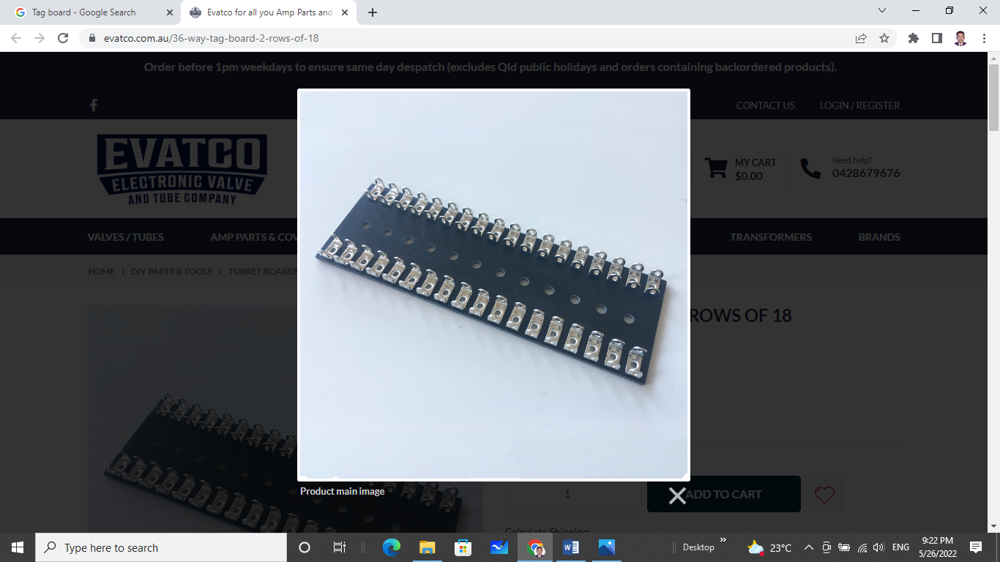 Tag board - Google Search
Evatco for all you Amp Parts and
evatco.com.au/36-way-tag-board-2-rows-of-18
Order before 1pm weekdays to ensure same day despatch (excludes Qld public holidays and orders containing backordered products).
CONTACT US
LOGIN / REGISTER
EVATCO
ELECTRONIC VALVE
AND TUBE COMPANY
MY CART
$0.00
Need help?
0428679676
VALVES / TUBES
AMP PARTS & COV
TRANSFORMERS
BRANDS
HOME > DIY PARTS & TOOLS > TURRET BOARDS
ROWS OF 18
Product main image
1
ADD TO CART
Calculate Shipping:
Type here to search
Desktop
23°C
ENG
9:22 PM
5/26/2022